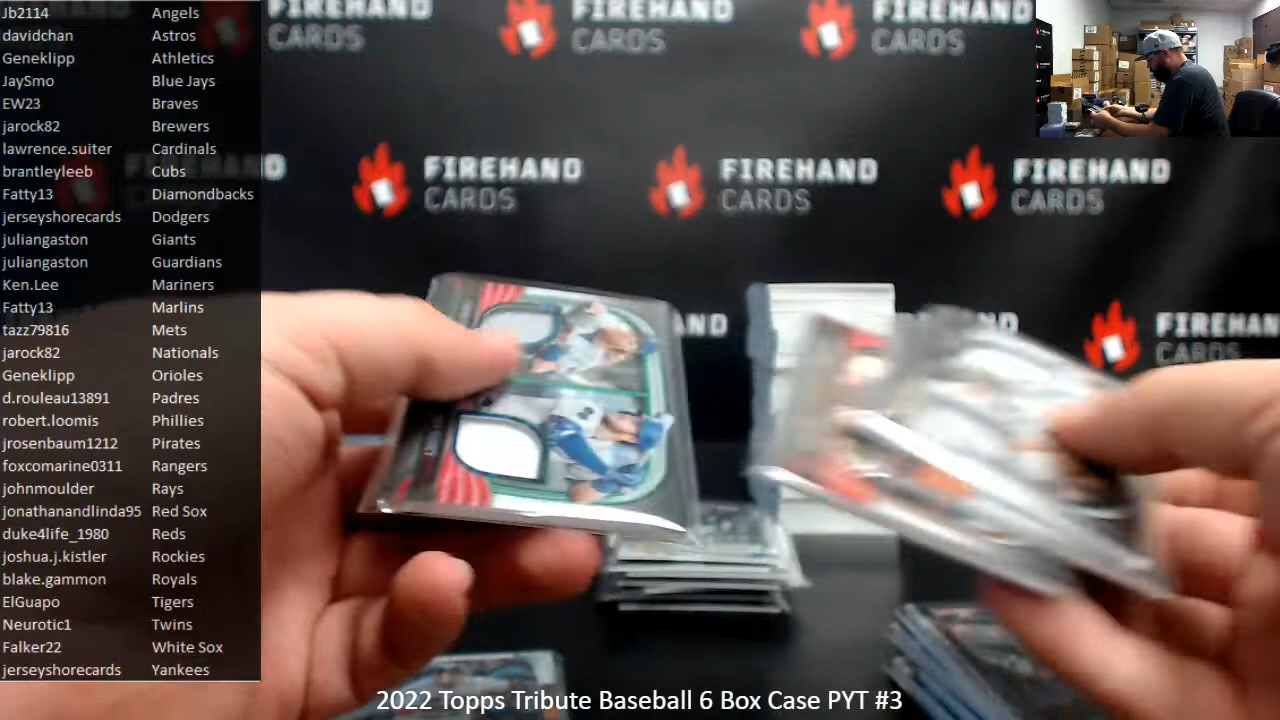 Jb2114 Angels
davidchan Astros
Geneklipp Athletics
JaySmo Blue Jays
EW23 Braves
jarock82 Brewers
lawrence.suiter Cardinals
brantleyleeb Cubs
Fatty13 Diamondbacks
jerseyshorecards Dodgers
juliangaston Giants
juliangaston Guardians
Ken.Lee Mariners
Fatty13 Marlins
tazz79816 Mets
jarock82 Nationals
Geneklipp Orioles
d.rouleau13891 Padres
robert.loomis Phillies
jrosenbaum1212 Pirates
foxcomarine0311 Rangers
johnmoulder Rays
jonathanandlinda95 Red Sox
duke4life_1980 Reds
joshua.j.kistler Rockies
blake.gammon Royals
ElGuapo Tigers
Neurotic1 Twins
Falker22 White Sox
jerseyshorecards Yankees
FIREHAND
CARDS
FIREHAND
CARDS
FIREHAND
CARDS
FIREHAND
CARDS
FIREHAND
CARDS
FIREHAND
CARDS
FIREHAN
CARDS
2022 Topps Tribute Baseball 6 Box Case PYT #3